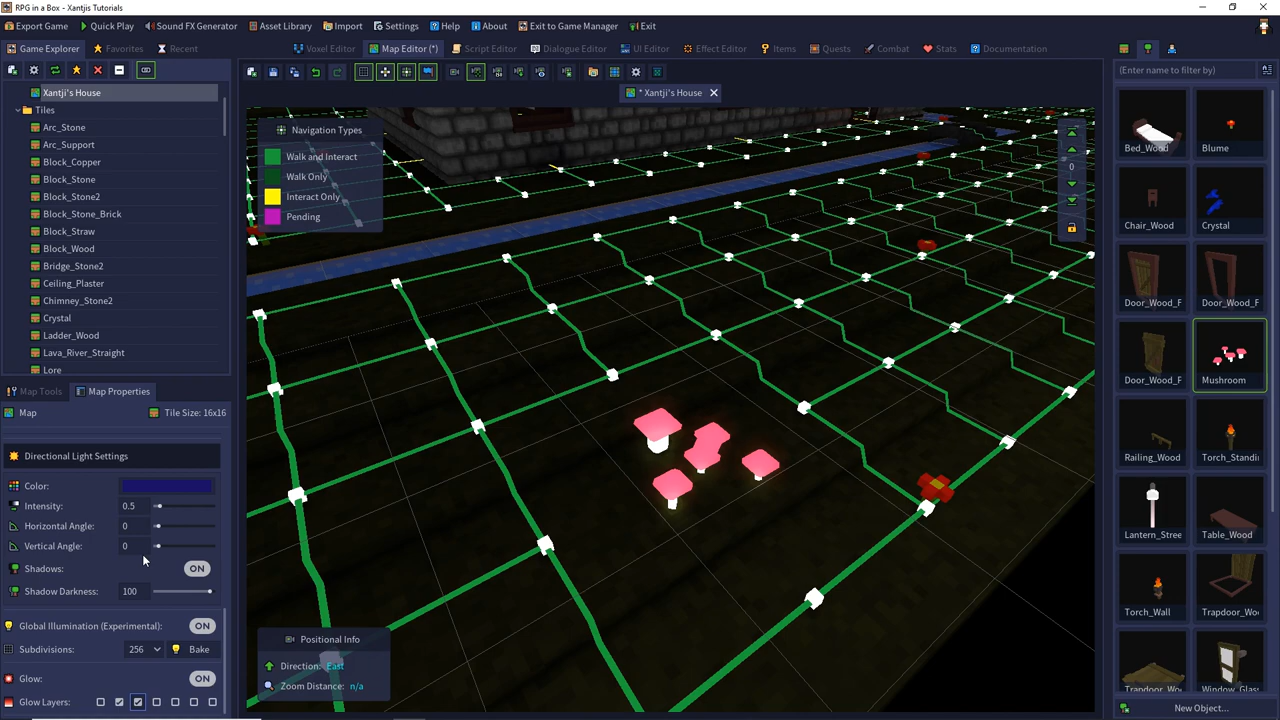 RPG in a Box - Xantjis Tutorials
Export Game Quick Play Sound FX Generator Asset Library Import Settings Help About Exit to Game Manager Exit
Game Explorer Favorites Recent Voxel Editor Map Editor (*) Script Editor Dialogue Editor UI Editor Effect Editor Items Quests Combat Stats Documentation
(Enter name to filter by)
Xantji's House
* Xantji's House
Tiles
Arc_Stone
Arc_Support
Block_Copper
Block_Stone
Block_Stone2
Block_Stone_Brick
Block_Straw
Block_Wood
Bridge_Stone2
Ceiling_Plaster
Chimney_Stone2
Crystal
Ladder_Wood
Lava_River_Straight
Lore
Map Tools Map Properties
Map Tile Size: 16x16
Directional Light Settings
Color:
Intensity: 0.5
Horizontal Angle: 0
Vertical Angle: 0
Shadows: ON
Shadow Darkness: 100
Global Illumination (Experimental): ON
Subdivisions: 256 Bake
Glow: ON
Glow Layers:
Navigation Types
Walk and Interact
Walk Only
Interact Only
Pending
0
Positional Info
Direction: East
Zoom Distance: n/a
Bed_Wood Blume
Chair_Wood Crystal
Door_Wood_F Door_Wood_F
Door_Wood_F Mushroom
Railing_Wood Torch_Standi
Lantern_Stree Table_Wood
Torch_Wall Trapdoor_Wo
Trapdoor_Wo Window_Glas
New Object...